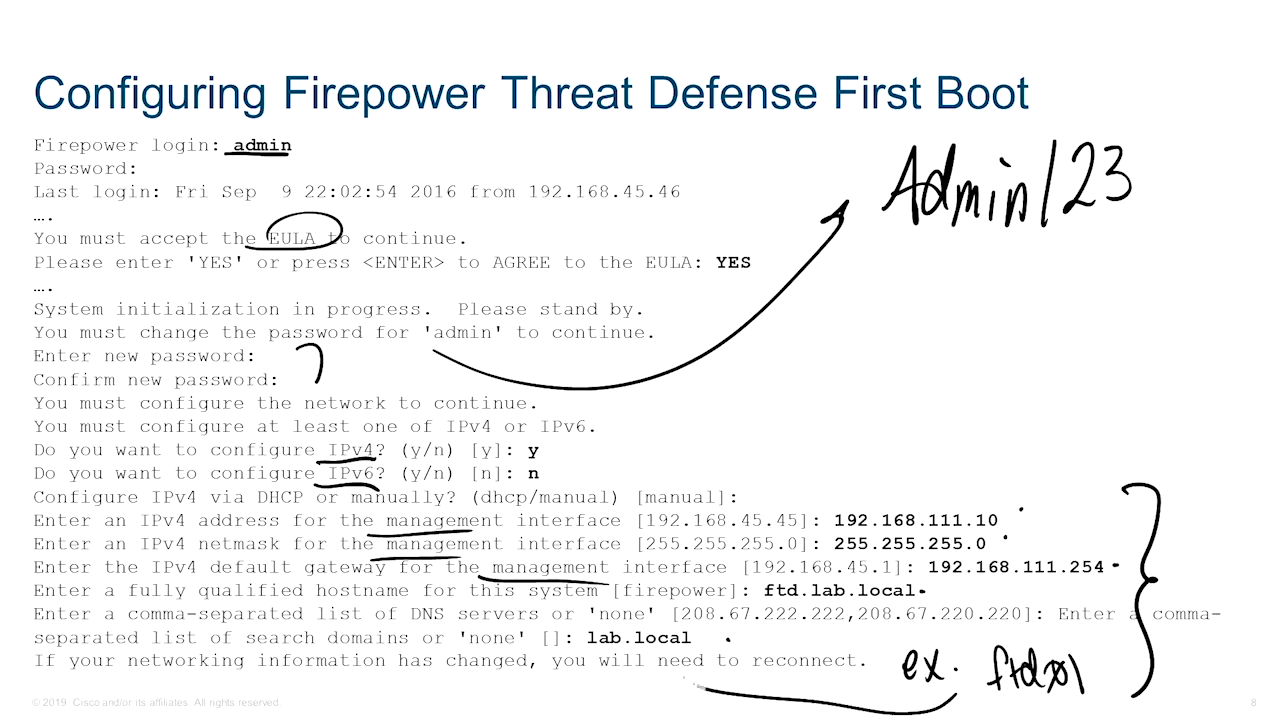 Configuring Firepower Threat Defense First Boot
Firepower login: admin
Password:
Last login: Fri Sep  9 22:02:54 2016 from 192.168.45.46
….
You must accept the EULA to continue.
Please enter 'YES' or press <ENTER> to AGREE to the EULA: YES
….
System initialization in progress.  Please stand by.
You must change the password for 'admin' to continue.
Enter new password:
Confirm new password:
You must configure the network to continue.
You must configure at least one of IPv4 or IPv6.
Do you want to configure IPv4? (y/n) [y]: y
Do you want to configure IPv6? (y/n) [n]: n
Configure IPv4 via DHCP or manually? (dhcp/manual) [manual]:
Enter an IPv4 address for the management interface [192.168.45.45]: 192.168.111.10
Enter an IPv4 netmask for the management interface [255.255.255.0]: 255.255.255.0
Enter the IPv4 default gateway for the management interface [192.168.45.1]: 192.168.111.254
Enter a fully qualified hostname for this system [firepower]: ftd.lab.local
Enter a comma-separated list of DNS servers or 'none' [208.67.222.222,208.67.220.220]: Enter a comma-
separated list of search domains or 'none' []: lab.local
If your networking information has changed, you will need to reconnect.
Admin123
ex. ftd01
© 2019 Cisco and/or its affiliates. All rights reserved.
8